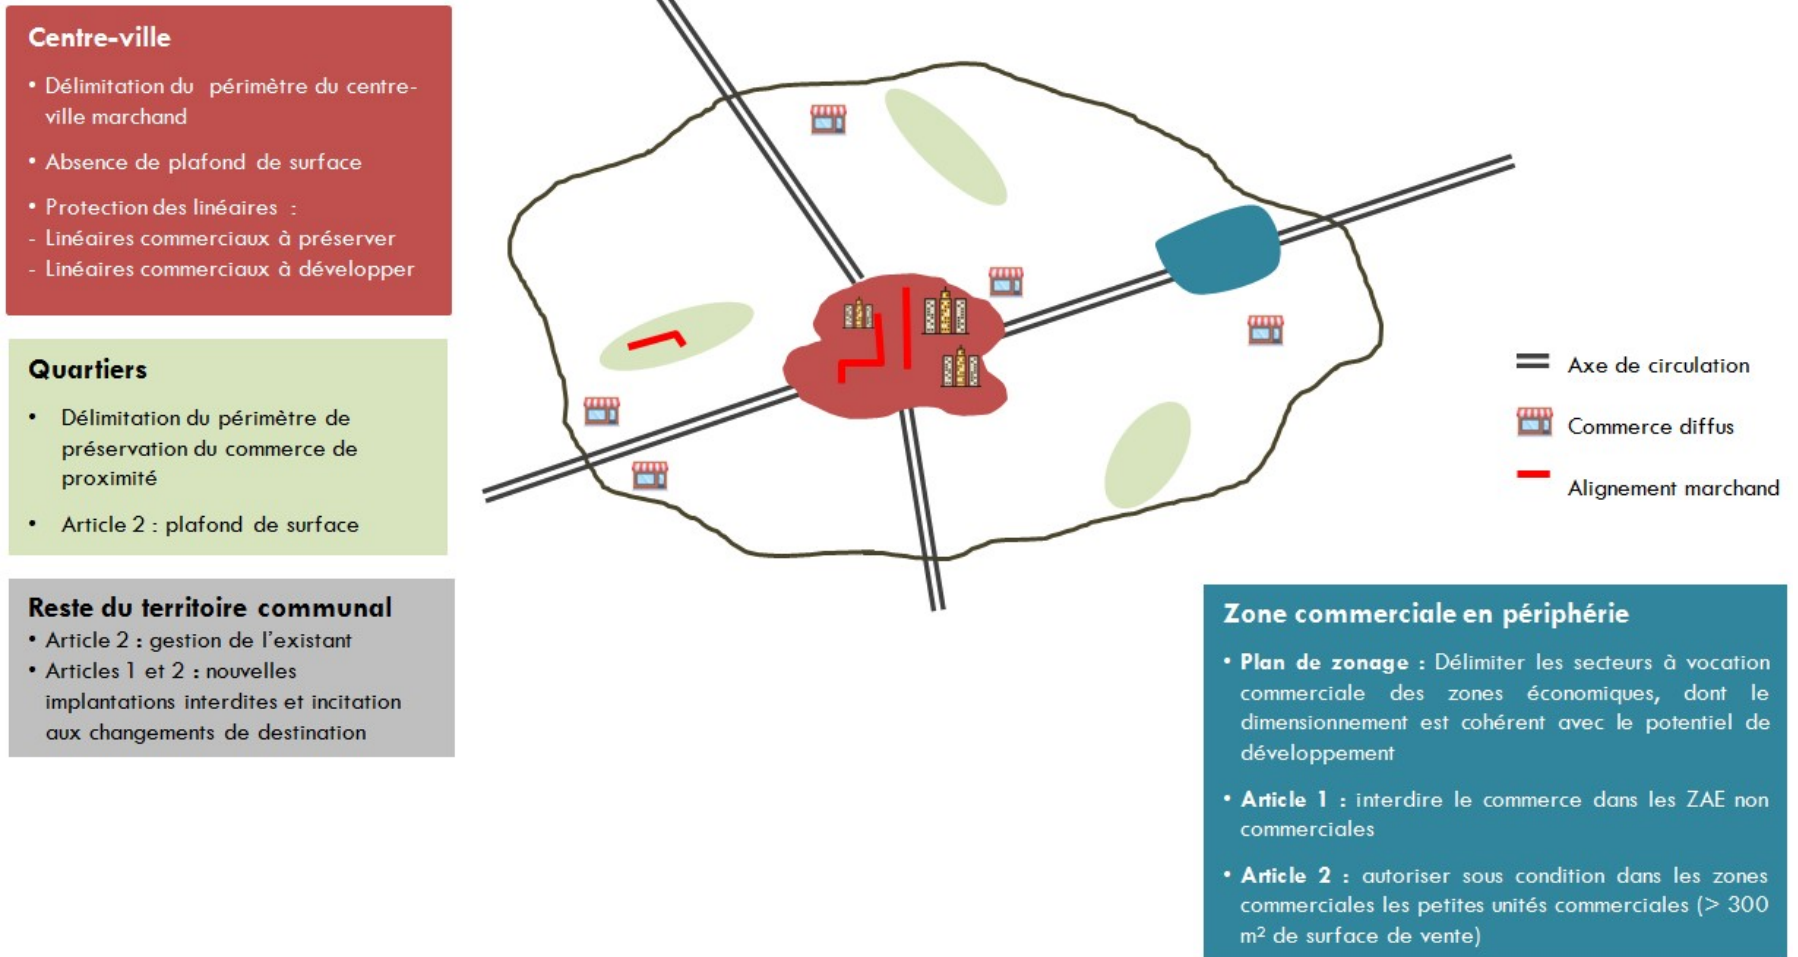 Centre-ville
• Délimitation du périmètre du centre-
ville marchand
• Absence de plafond de surface
• Protection des linéaires :
- Linéaires commerciaux à préserver
- Linéaires commerciaux à développer
Quartiers
• Délimitation du périmètre de
préservation du commerce de
proximité
• Article 2 : plafond de surface
Reste du territoire communal
• Article 2 : gestion de l'existant
• Articles 1 et 2 : nouvelles
implantations interdites et incitation
aux changements de destination
Axe de circulation
Commerce diffus
Alignement marchand
Zone commerciale en périphérie
• Plan de zonage : Délimiter les secteurs à vocation
commerciale des zones économiques, dont le
dimensionnement est cohérent avec le potentiel de
développement
• Article 1 : interdire le commerce dans les ZAE non
commerciales
• Article 2 : autoriser sous condition dans les zones
commerciales les petites unités commerciales (> 300
m² de surface de vente)